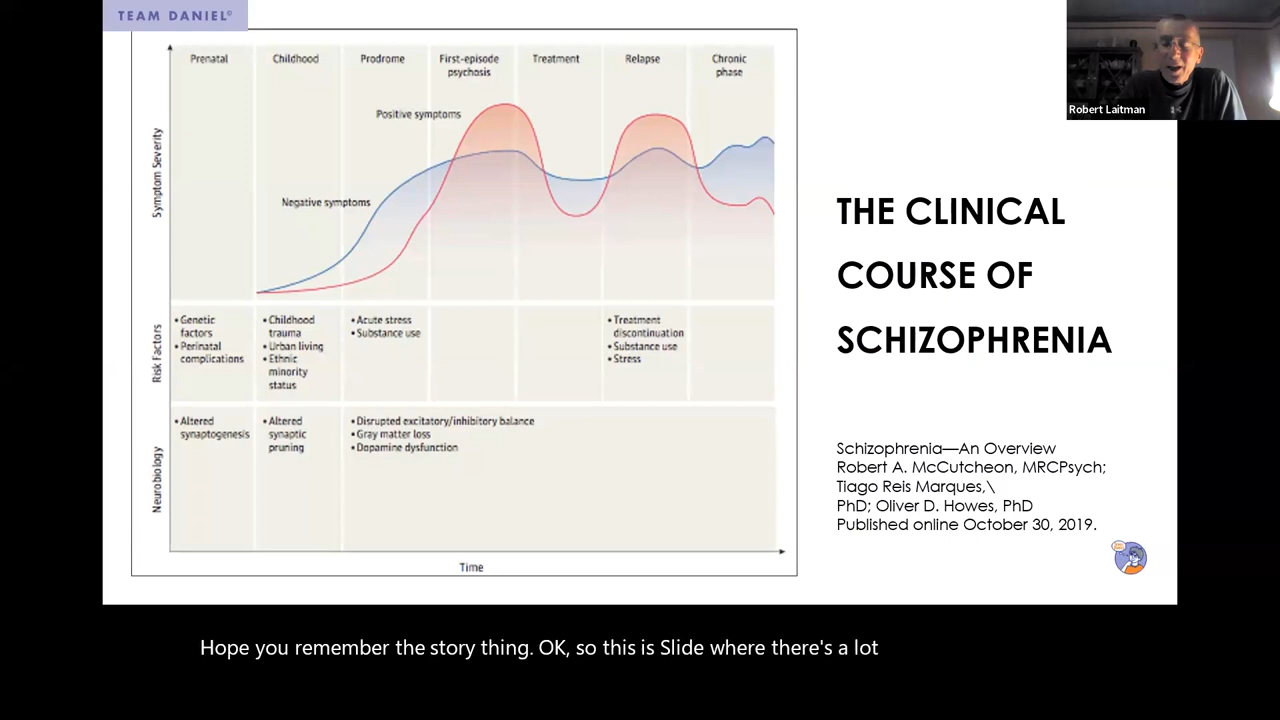 TEAM DANIEL©
Robert Laitman
Prenatal
Childhood
Prodrome
First-episode
psychosis
Treatment
Relapse
Chronic
phase
Symptom Severity
Positive symptoms
Negative symptoms
Risk Factors
• Genetic
factors
• Perinatal
complications
• Childhood
trauma
• Urban living
• Ethnic
minority
status
• Acute stress
• Substance use
• Treatment
discontinuation
• Substance use
• Stress
Neurobiology
• Altered
synaptogenesis
• Altered
synaptic
pruning
• Disrupted excitatory/inhibitory balance
• Gray matter loss
• Dopamine dysfunction
Time
THE CLINICAL
COURSE OF
SCHIZOPHRENIA
Schizophrenia—An Overview
Robert A. McCutcheon, MRCPsych;
Tiago Reis Marques,\
PhD; Oliver D. Howes, PhD
Published online October 30, 2019.
Hope you remember the story thing. OK, so this is Slide where there's a lot